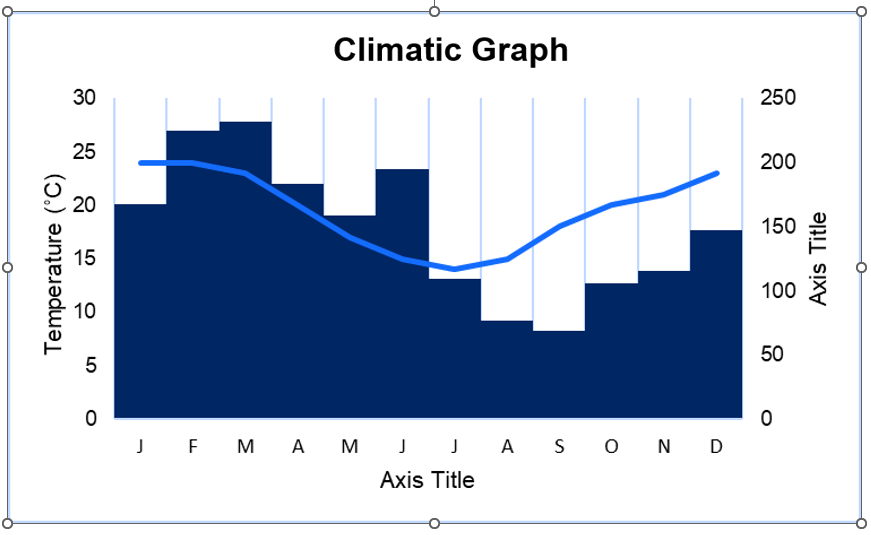 Climatic Graph
30
25
20
15
10
5
0
Temperature (˚C)
250
200
150
100
50
0
Axis Title
J F M A M J J A S O N D
Axis Title